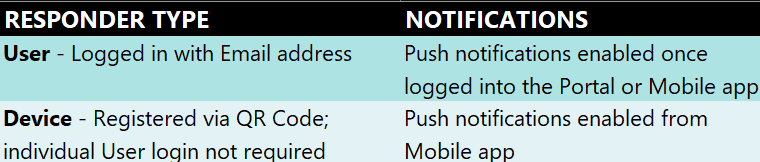 RESPONDER TYPE NOTIFICATIONS
User - Logged in with Email address Push notifications enabled once
logged into the Portal or Mobile app
Device - Registered via QR Code; Push notifications enabled from
individual User login not required Mobile app